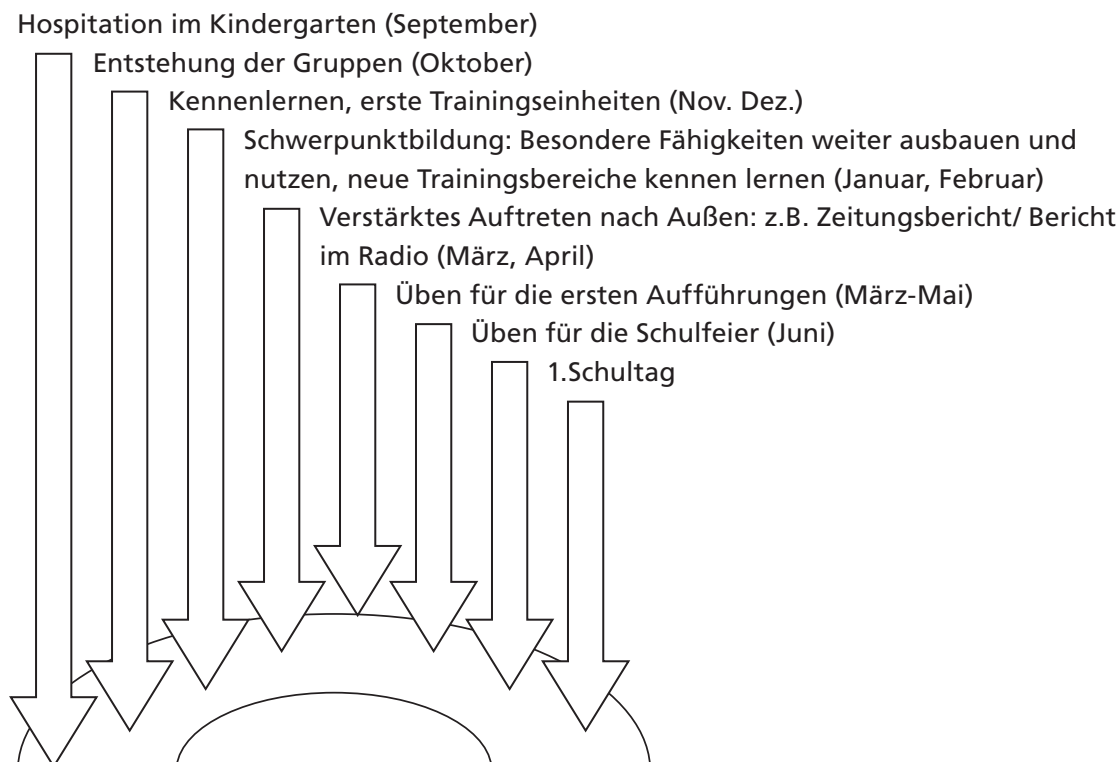 Hospitation im Kindergarten (September)
Entstehung der Gruppen (Oktober)
Kennenlernen, erste Trainingseinheiten (Nov. Dez.)
Schwerpunktbildung: Besondere Fähigkeiten weiter ausbauen und
nutzen, neue Trainingsbereiche kennen lernen (Januar, Februar)
Verstärktes Auftreten nach Außen: z.B. Zeitungsbericht/ Bericht
im Radio (März, April)
Üben für die ersten Aufführungen (März-Mai)
Üben für die Schulfeier (Juni)
1.Schultag